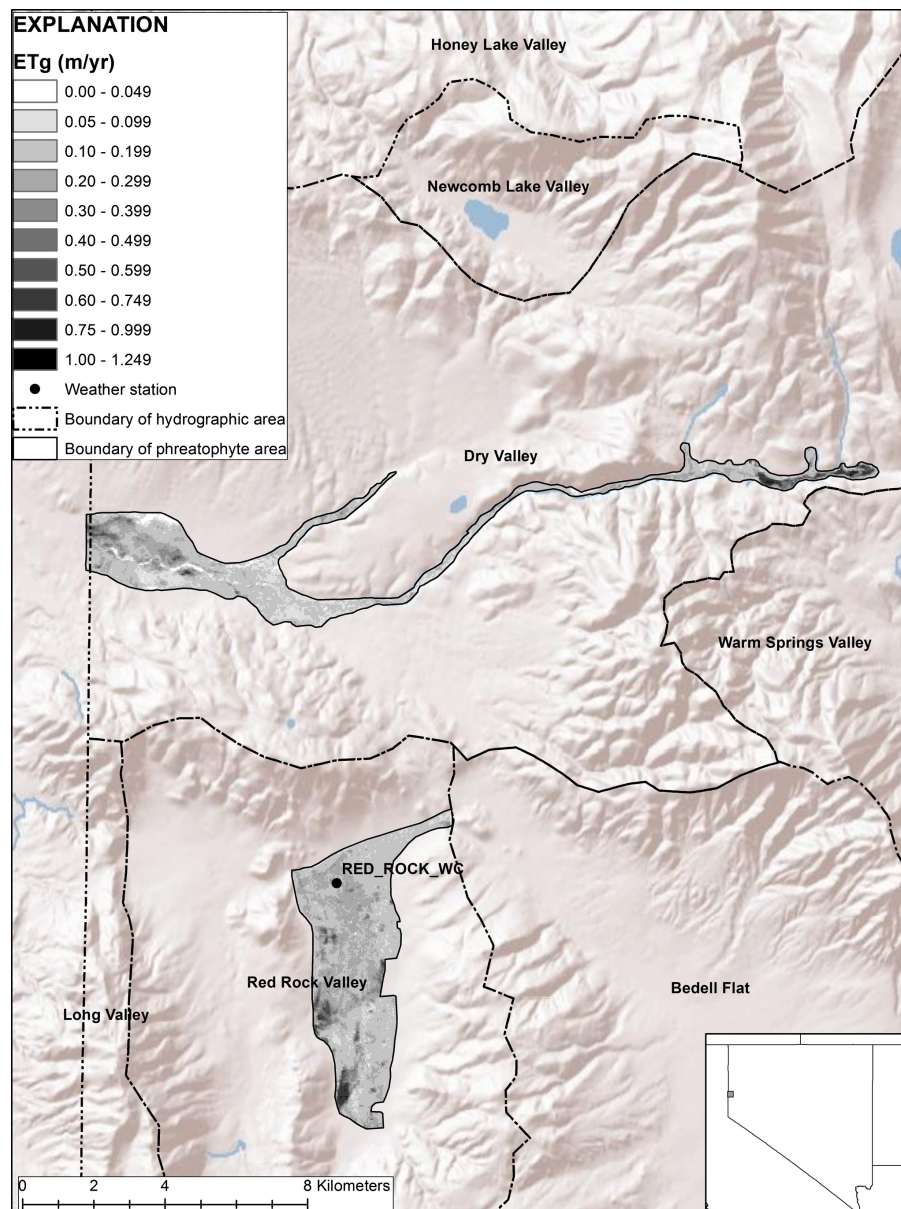 EXPLANATION
ETg (m/yr)
0.00 - 0.049
0.05 - 0.099
0.10 - 0.199
0.20 - 0.299
0.30 - 0.399
0.40 - 0.499
0.50 - 0.599
0.60 - 0.749
0.75 - 0.999
1.00 - 1.249
Weather station
Boundary of hydrographic area
Boundary of phreatophyte area
Honey Lake Valley
Newcomb Lake Valley
Dry Valley
Warm Springs Valley
RED_ROCK_WC
Red Rock Valley
Bedell Flat
Long Valley
0 2 4 8 Kilometers